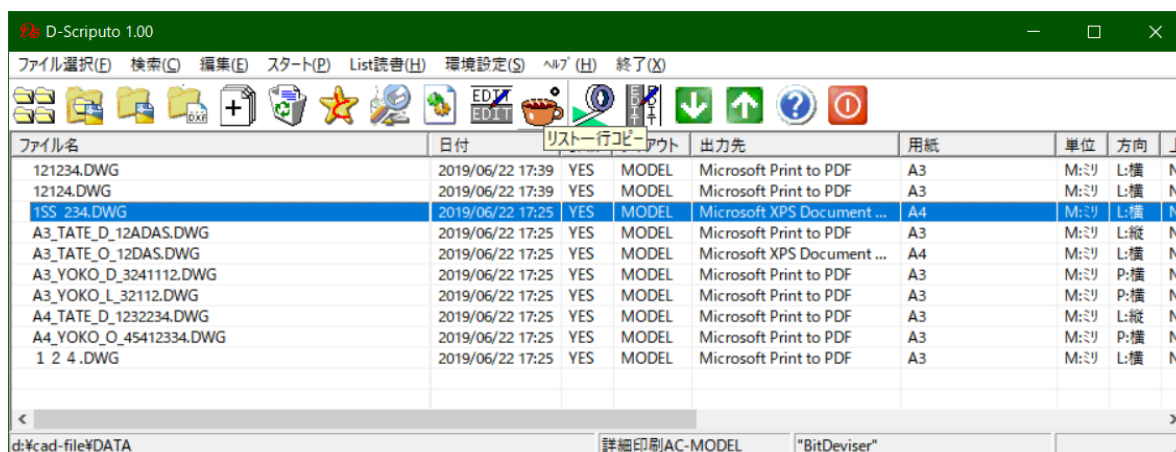 D-Scriputo 1.00
ファイル選択(F) 検索(C) 編集(E) スタート(P) List読書(H) 環境設定(S) ヘルプ(H) 終了(X)
DXF EDIT EDIT EDIT EDIT
リスト一行コピー
ファイル名 日付 アウト 出力先 用紙 単位 方向
121234.DWG 2019/06/22 17:39 YES MODEL Microsoft Print to PDF A3 M:ミリ L:横 N
12124.DWG 2019/06/22 17:39 YES MODEL Microsoft Print to PDF A3 M:ミリ L:横 N
1SS 234.DWG 2019/06/22 17:25 YES MODEL Microsoft XPS Document ... A4 M:ミリ L:横 N
A3_TATE_D_12ADAS.DWG 2019/06/22 17:25 YES MODEL Microsoft Print to PDF A3 M:ミリ L:縦 N
A3_TATE_O_12DAS.DWG 2019/06/22 17:25 YES MODEL Microsoft XPS Document ... A4 M:ミリ L:縦 N
A3_YOKO_D_3241112.DWG 2019/06/22 17:25 YES MODEL Microsoft Print to PDF A3 M:ミリ P:横 N
A3_YOKO_L_32112.DWG 2019/06/22 17:25 YES MODEL Microsoft Print to PDF A3 M:ミリ P:横 N
A4_TATE_D_1232234.DWG 2019/06/22 17:25 YES MODEL Microsoft Print to PDF A3 M:ミリ L:縦 N
A4_YOKO_O_45412334.DWG 2019/06/22 17:25 YES MODEL Microsoft Print to PDF A3 M:ミリ P:横 N
１２４.DWG 2019/06/22 17:25 YES MODEL Microsoft Print to PDF A3 M:ミリ L:横 N
d:¥cad-file¥DATA 詳細印刷AC-MODEL "BitDeviser"